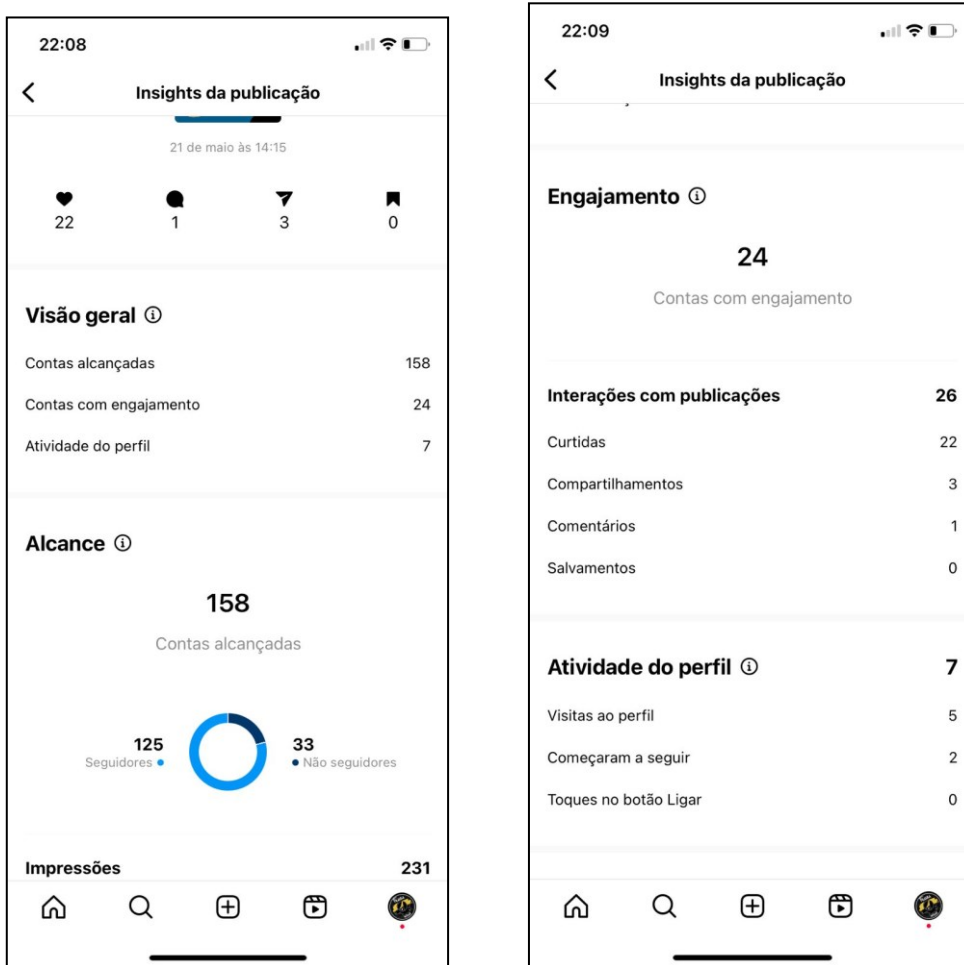 22:08
Insights da publicação
21 de maio às 14:15
22 1 3 0
Visão geral
Contas alcançadas 158
Contas com engajamento 24
Atividade do perfil 7
Alcance
158
Contas alcançadas
125 33
Seguidores Não seguidores
Impressões 231
22:09
Insights da publicação
Engajamento
24
Contas com engajamento
Interações com publicações 26
Curtidas 22
Compartilhamentos 3
Comentários 1
Salvamentos 0
Atividade do perfil 7
Visitas ao perfil 5
Começaram a seguir 2
Toques no botão Ligar 0